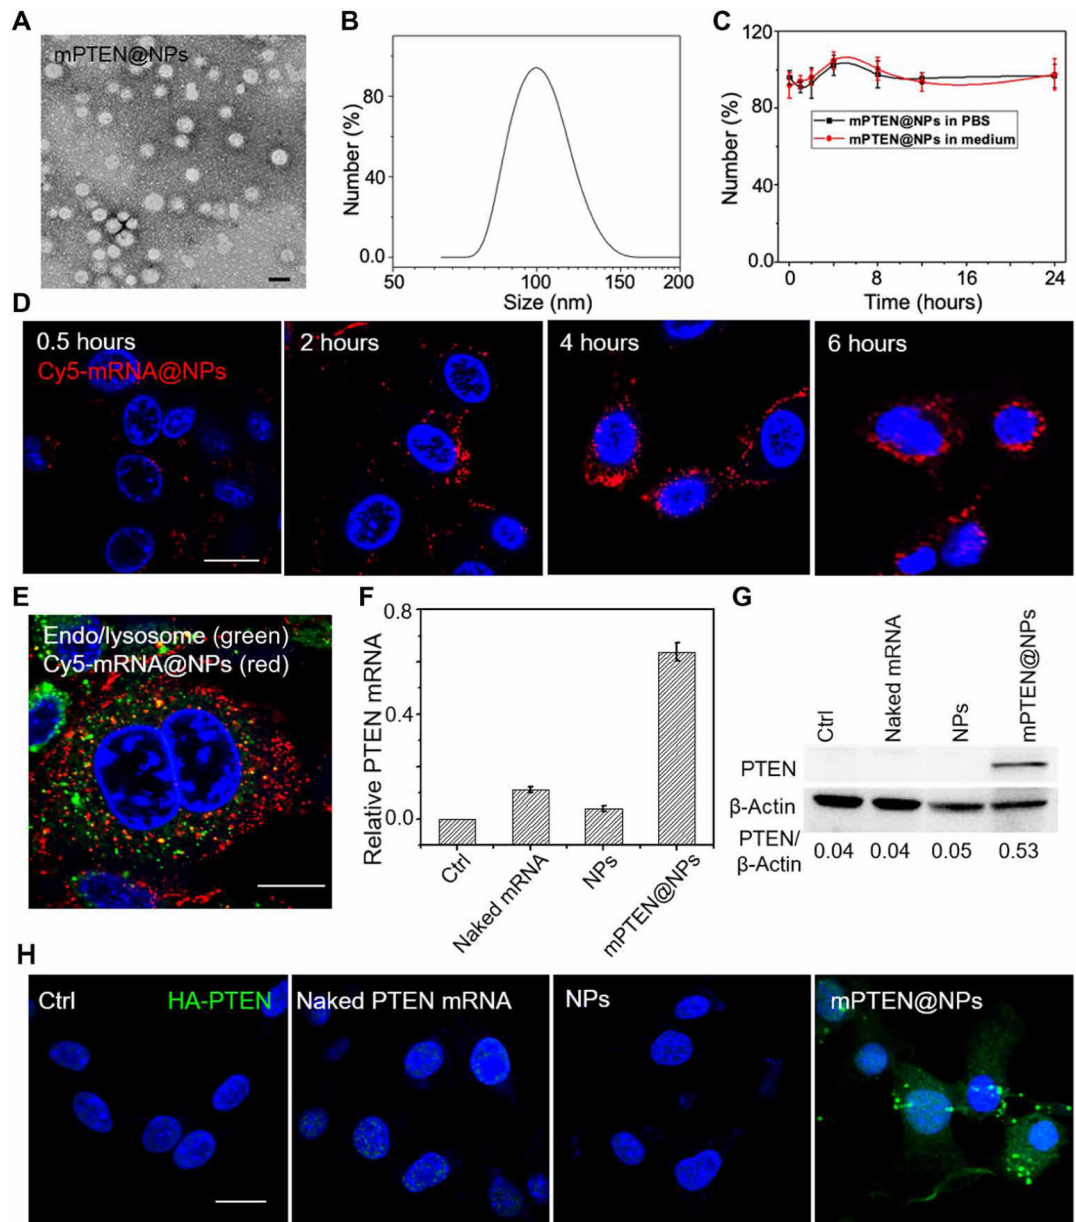 A
mPTEN@NPs
B
Number (%)
80
40
0.0
50
100
150
200
Size (nm)
C
Number (%)
120
80
40
0.0
mPTEN@NPs in PBS
mPTEN@NPs in medium
0
8
16
24
Time (hours)
D
0.5 hours
Cy5-mRNA@NPs
2 hours
4 hours
6 hours
E
Endo/lysosome (green)
Cy5-mRNA@NPs (red)
F
Relative PTEN mRNA
0.8
0.4
0.0
Ctrl
Naked mRNA
NPs
mPTEN@NPs
G
Ctrl
Naked mRNA
NPs
mPTEN@NPs
PTEN
β-Actin
PTEN/
β-Actin
0.04 0.04 0.05 0.53
H
Ctrl
HA-PTEN
Naked PTEN mRNA
NPs
mPTEN@NPs